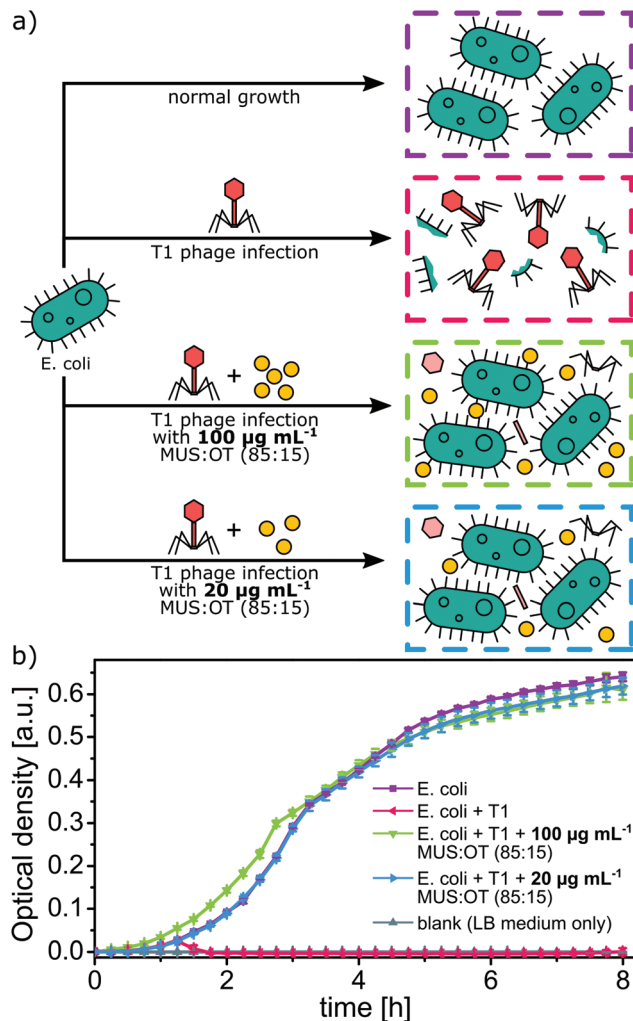 a)
normal growth
T1 phage infection
E. coli
+
T1 phage infection
with 100 µg mL⁻¹
MUS:OT (85:15)
+
T1 phage infection
with 20 µg mL⁻¹
MUS:OT (85:15)
b)
Optical density [a.u.]
0.6
0.5
0.4
0.3
0.2
0.1
0.0
E. coli
E. coli + T1
E. coli + T1 + 100 µg mL⁻¹
MUS:OT (85:15)
E. coli + T1 + 20 µg mL⁻¹
MUS:OT (85:15)
blank (LB medium only)
0 2 4 6 8
time [h]